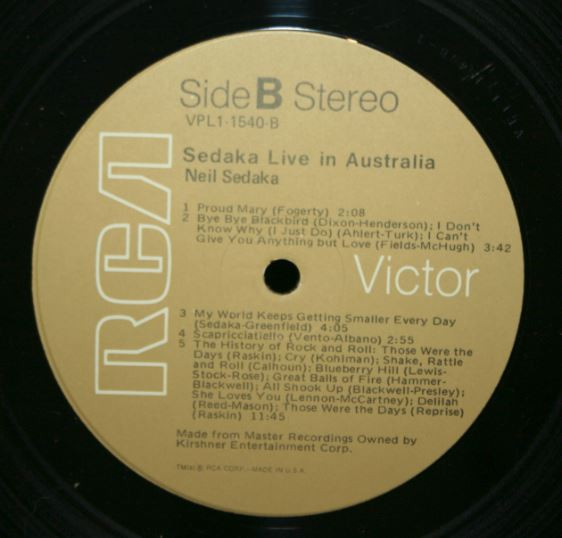 Side B Stereo
VPL1-1540-B
Sedaka Live in Australia
Neil Sedaka
1 Proud Mary (Fogerty) 2:08
2 Bye Bye Blackbird (Dixon-Henderson); I Don't
Know Why (I Just Do) (Ahlert-Turk); I Can't
Give You Anything but Love (Fields-McHugh) 3:42
RCA
Victor
3 My World Keeps Getting Smaller Every Day
(Sedaka-Greenfield) 4:05
4 Scapricciatiello (Vento-Albano) 2:55
5 The History of Rock and Roll: Those Were the
Days (Raskin); Cry (Kohlman); Shake, Rattle
and Roll (Calhoun); Blueberry Hill (Lewis-
Stock-Rose); Great Balls of Fire (Hammer-
Blackwell); All Shook Up (Blackwell-Presley);
She Loves You (Lennon-McCartney); Delilah
(Reed-Mason); Those Were the Days (Reprise)
(Raskin) 11:45
Made from Master Recordings Owned by
Kirshner Entertainment Corp.
TM(s) ® RCA CORP.—MADE IN U.S.A.